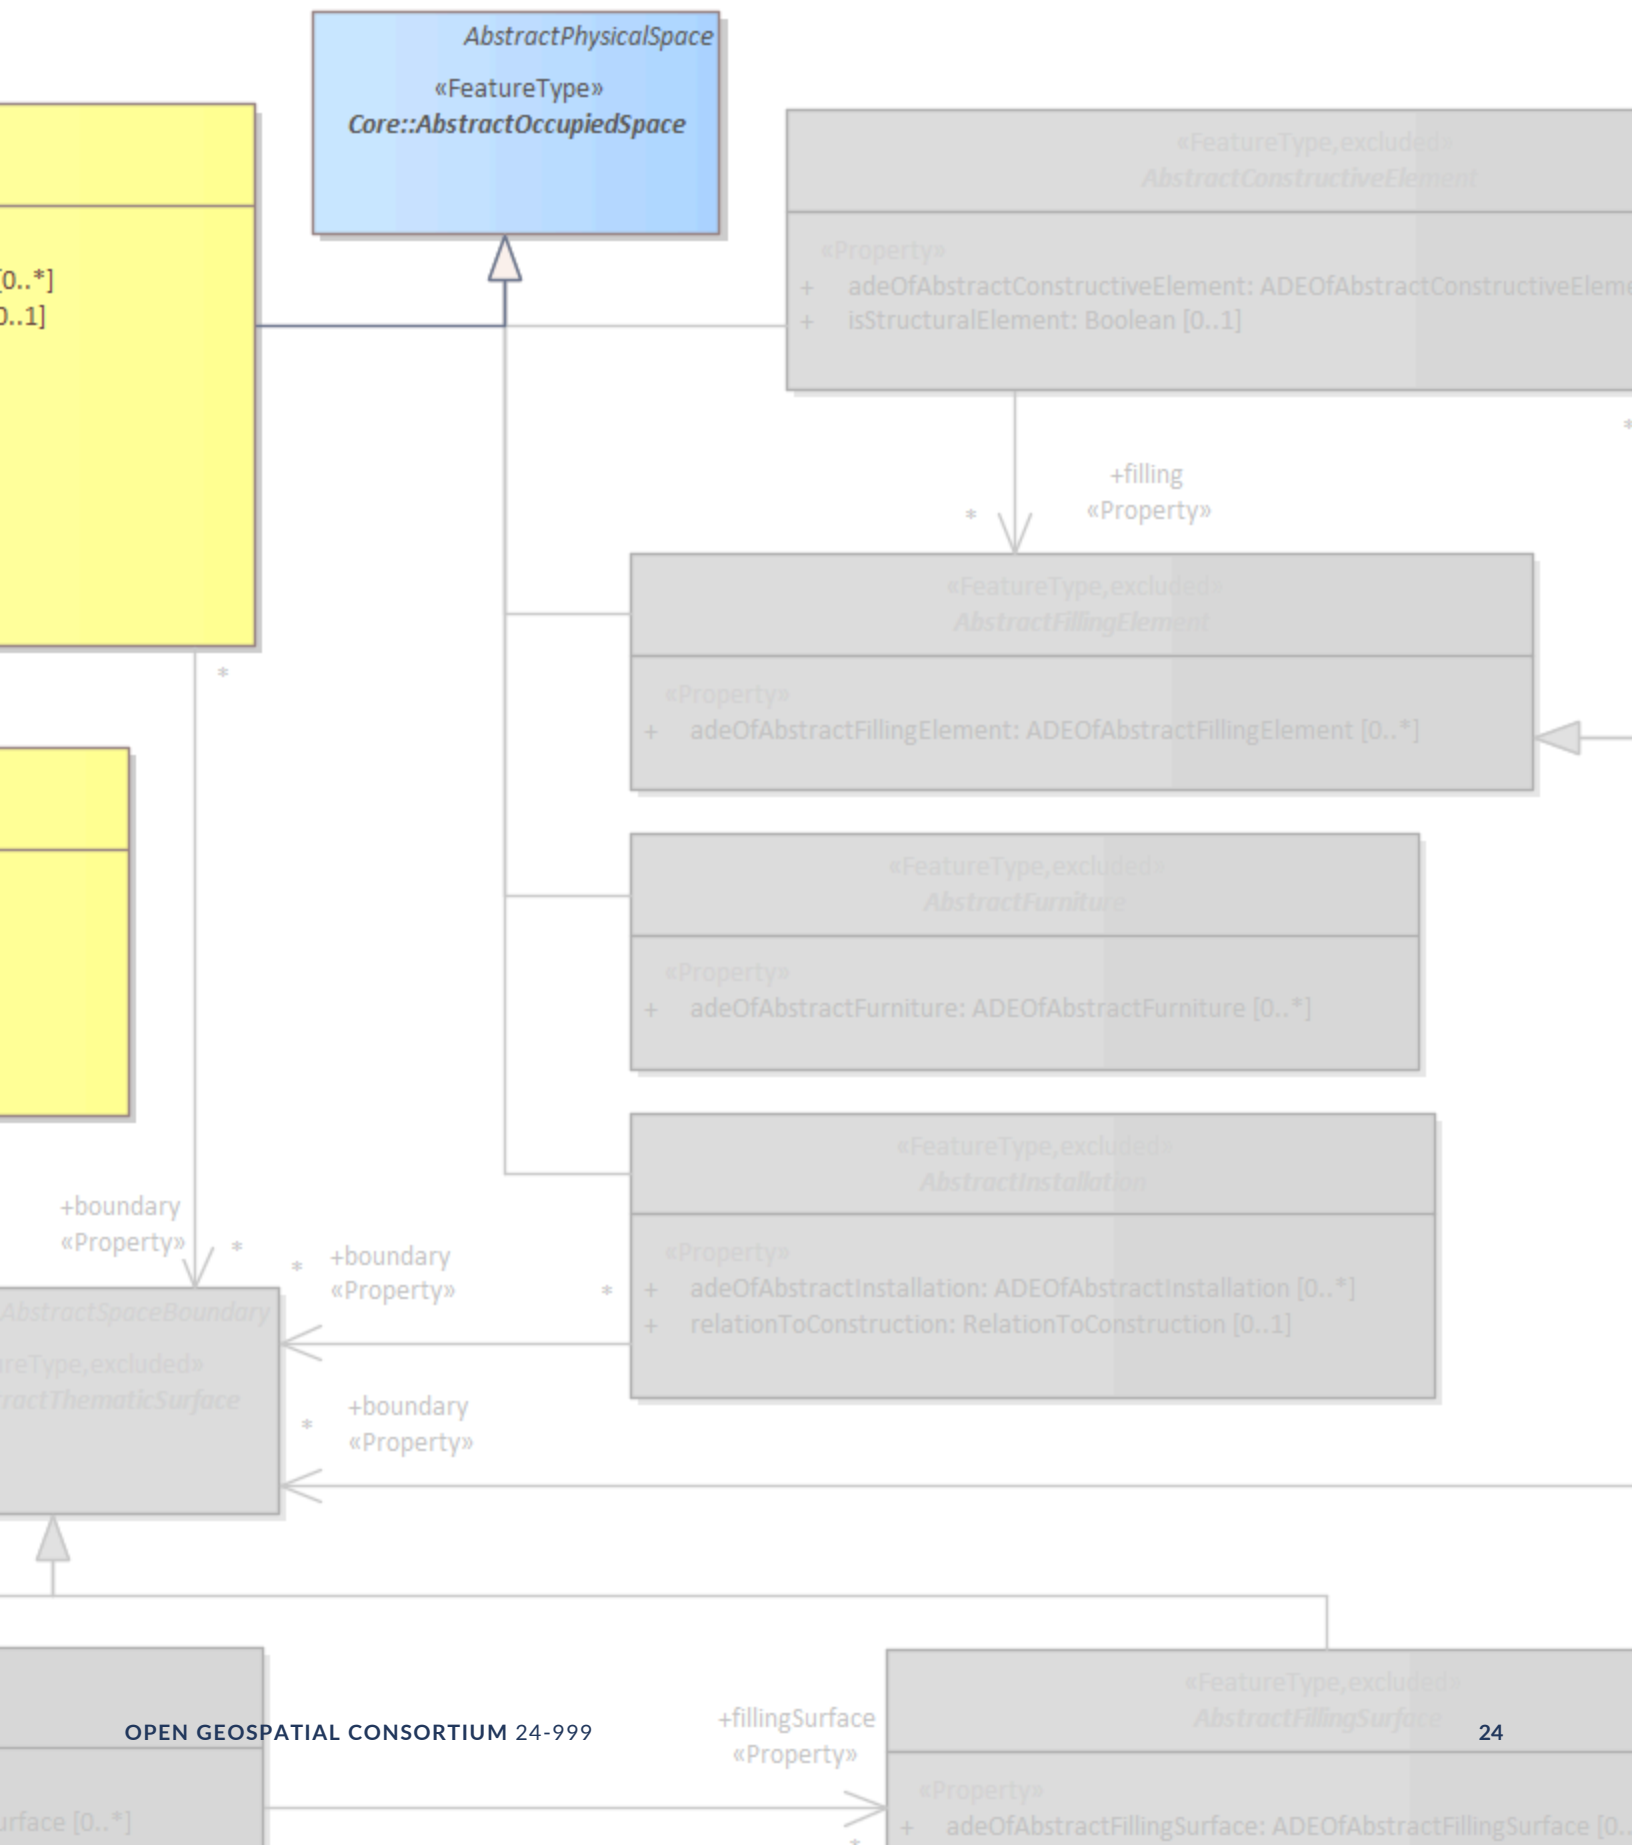 AbstractPhysicalSpace
«FeatureType»
Core::AbstractOccupiedSpace
«FeatureType,excluded»
AbstractConstructiveElement
«Property»
+ adeOfAbstractConstructiveElement: ADEOfAbstractConstructiveEleme
+ isStructuralElement: Boolean [0..1]
[0..*]
0..1]
*
+filling
«Property»
*
«FeatureType,excluded»
AbstractFillingElement
«Property»
+ adeOfAbstractFillingElement: ADEOfAbstractFillingElement [0..*]
*
«FeatureType,excluded»
AbstractFurniture
«Property»
+ adeOfAbstractFurniture: ADEOfAbstractFurniture [0..*]
«FeatureType,excluded»
AbstractInstallation
«Property»
+ adeOfAbstractInstallation: ADEOfAbstractInstallation [0..*]
+ relationToConstruction: RelationToConstruction [0..1]
+boundary
«Property»
*
*
+boundary
«Property»
*
AbstractSpaceBoundary
ureType,excluded»
ractThematicSurface
+boundary
*
«Property»
«FeatureType,excluded»
AbstractFillingSurface
+fillingSurface
«Property»
*
«Property»
+ adeOfAbstractFillingSurface: ADEOfAbstractFillingSurface [0..
urface [0..*]
OPEN GEOSPATIAL CONSORTIUM 24-999
24